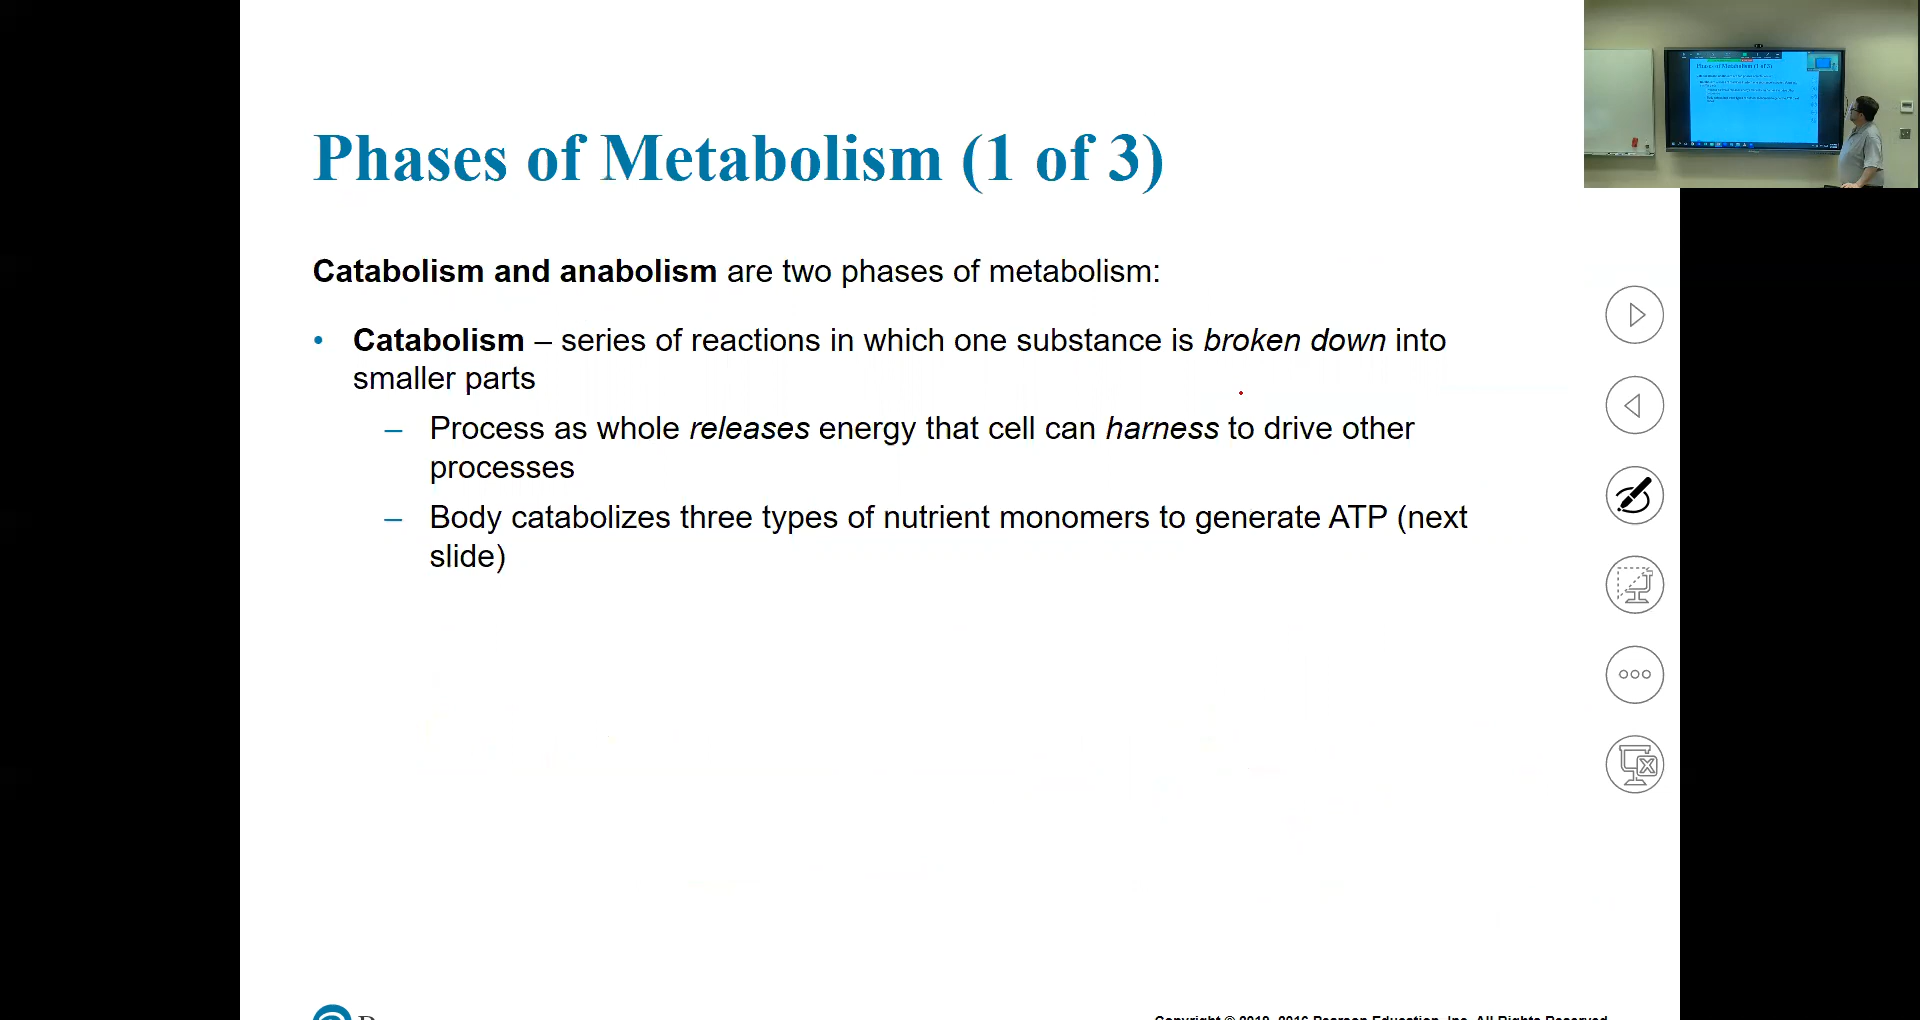 Phases of Metabolism (1 of 3)
Catabolism and anabolism are two phases of metabolism:
• Catabolism – series of reactions in which one substance is broken down into
smaller parts
– Process as whole releases energy that cell can harness to drive other
processes
– Body catabolizes three types of nutrient monomers to generate ATP (next
slide)
Copyright © 2019, 2016 Pearson Education, Inc. All Rights Reserved